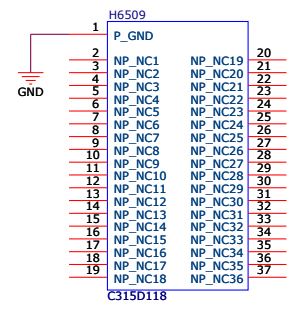 H6509
1 P_GND
2 NP_NC1 NP_NC19 20
3 NP_NC2 NP_NC20 21
4 NP_NC3 NP_NC21 22
GND
5 NP_NC4 NP_NC22 23
6 NP_NC5 NP_NC23 24
7 NP_NC6 NP_NC24 25
8 NP_NC7 NP_NC25 26
9 NP_NC8 NP_NC26 27
10 NP_NC9 NP_NC27 28
11 NP_NC10 NP_NC28 29
12 NP_NC11 NP_NC29 30
13 NP_NC12 NP_NC30 31
14 NP_NC13 NP_NC31 32
15 NP_NC14 NP_NC32 33
16 NP_NC15 NP_NC33 34
17 NP_NC16 NP_NC34 35
18 NP_NC17 NP_NC35 36
19 NP_NC18 NP_NC36 37
C315D118